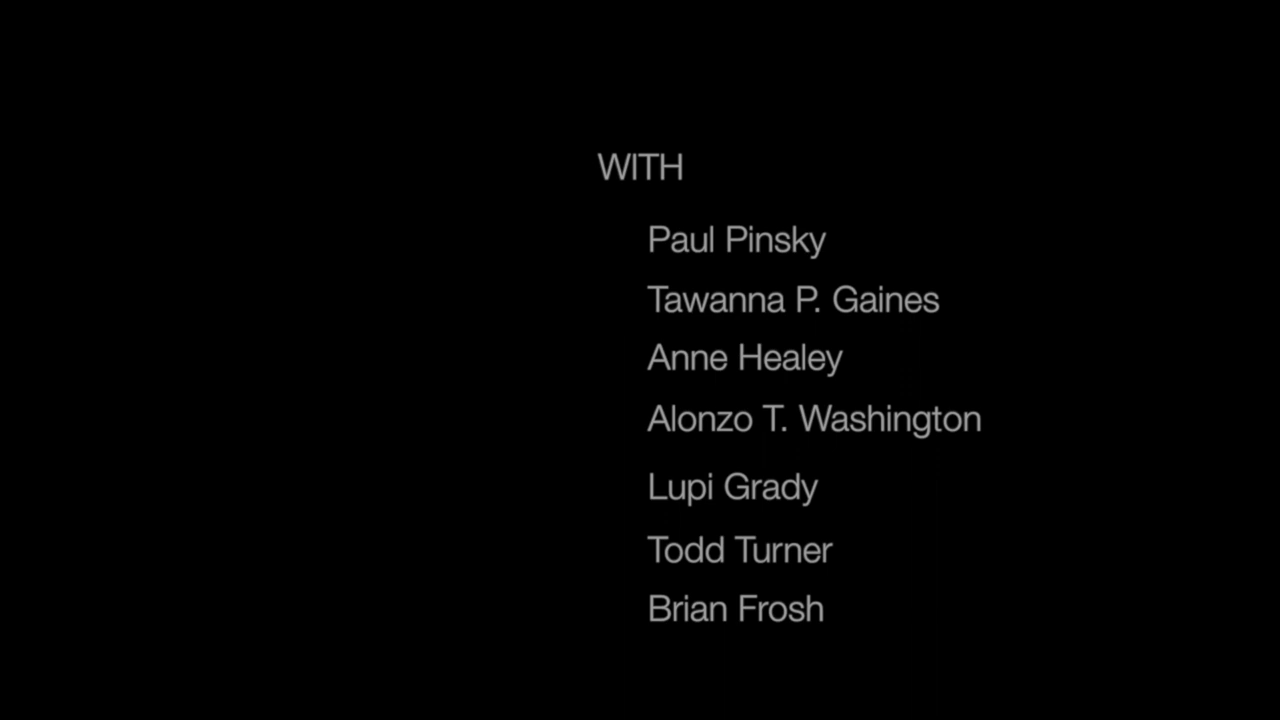 WITH
Paul Pinsky
Tawanna P. Gaines
Anne Healey
Alonzo T. Washington
Lupi Grady
Todd Turner
Brian Frosh